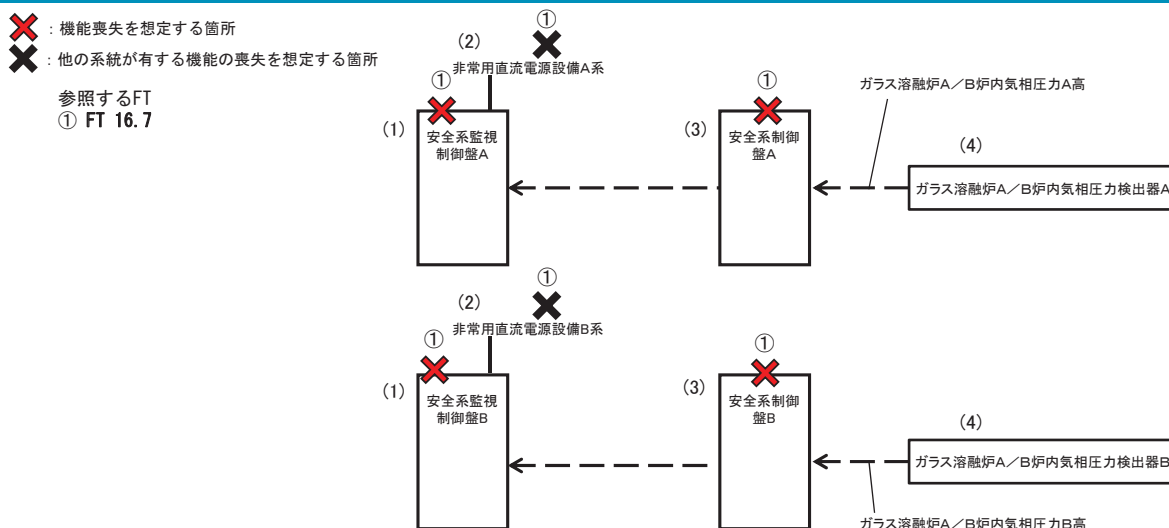 ：機能喪失を想定する箇所
：他の系統が有する機能の喪失を想定する箇所
参照するFT
① FT 16.7
①
(2)
非常用直流電源設備A系
①
(1)
安全系監視
制御盤A
①
(3)
安全系制御
盤A
ガラス溶融炉A／B炉内気相圧力A高
(4)
ガラス溶融炉A／B炉内気相圧力検出器A
①
(2)
非常用直流電源設備B系
①
(1)
安全系監視
制御盤B
①
(3)
安全系制御
盤B
(4)
ガラス溶融炉A／B炉内気相圧力検出器B
ガラス溶融炉A／B炉内気相圧力B高